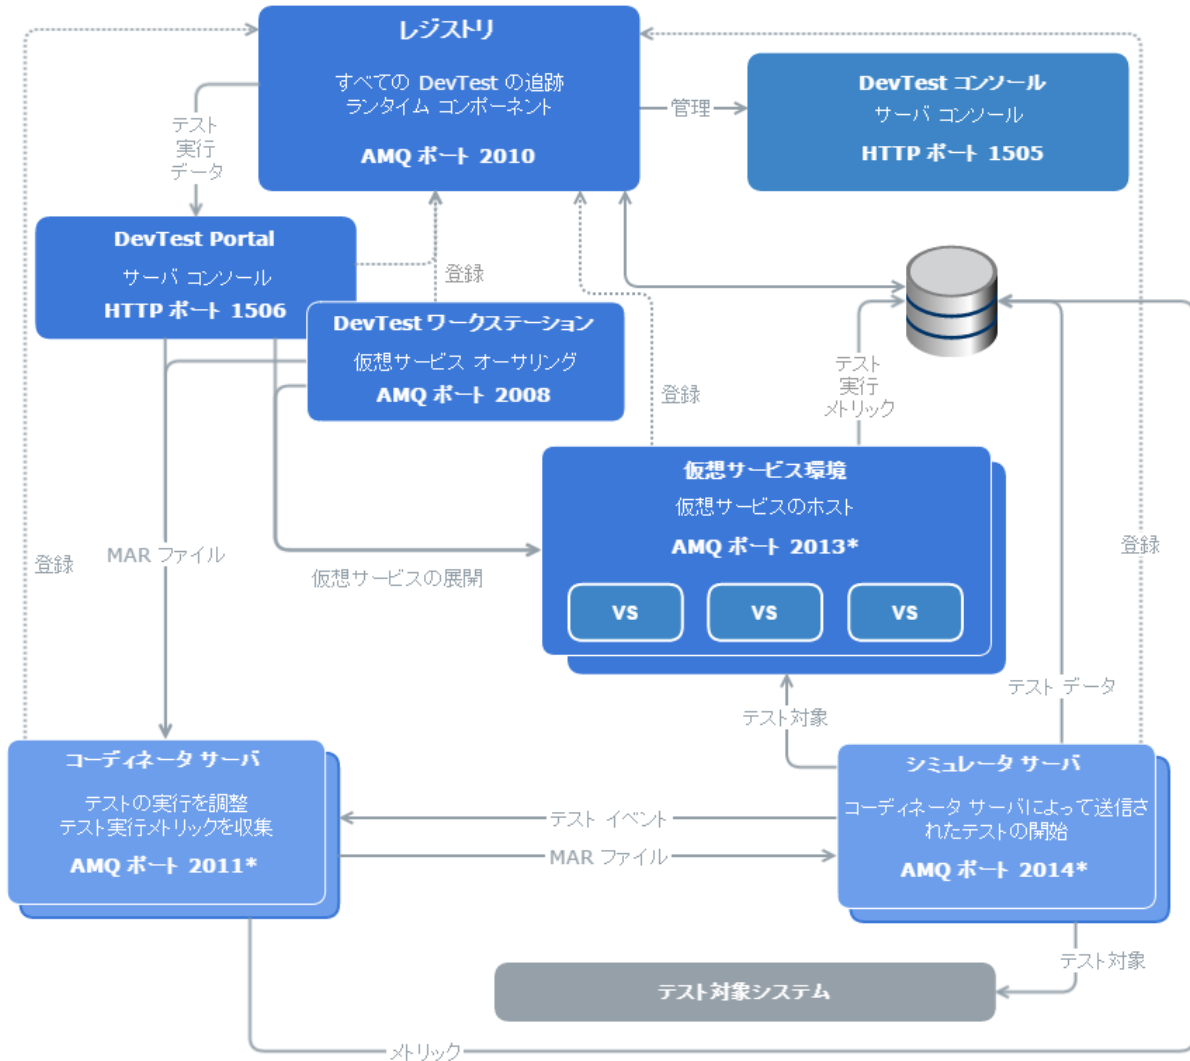 レジストリ
すべての DevTest の追跡
ランタイム コンポーネント
AMQ ポート 2010
管理
DevTest コンソール
サーバ コンソール
HTTP ポート 1505
テスト
実行
データ
DevTest Portal
サーバ コンソール
HTTP ポート 1506
登録
DevTest ワークステーション
仮想サービス オーサリング
AMQ ポート 2008
登録
テスト
実行
メトリック
仮想サービス環境
仮想サービスのホスト
AMQ ポート 2013*
VS
VS
VS
登録
MAR ファイル
仮想サービスの展開
登録
テスト データ
テスト対象
コーディネータ サーバ
テストの実行を調整
テスト実行メトリックを収集
AMQ ポート 2011*
テスト イベント
MAR ファイル
シミュレータ サーバ
コーディネータ サーバによって送信さ
れたテストの開始
AMQ ポート 2014*
テスト対象
テスト対象システム
メトリック